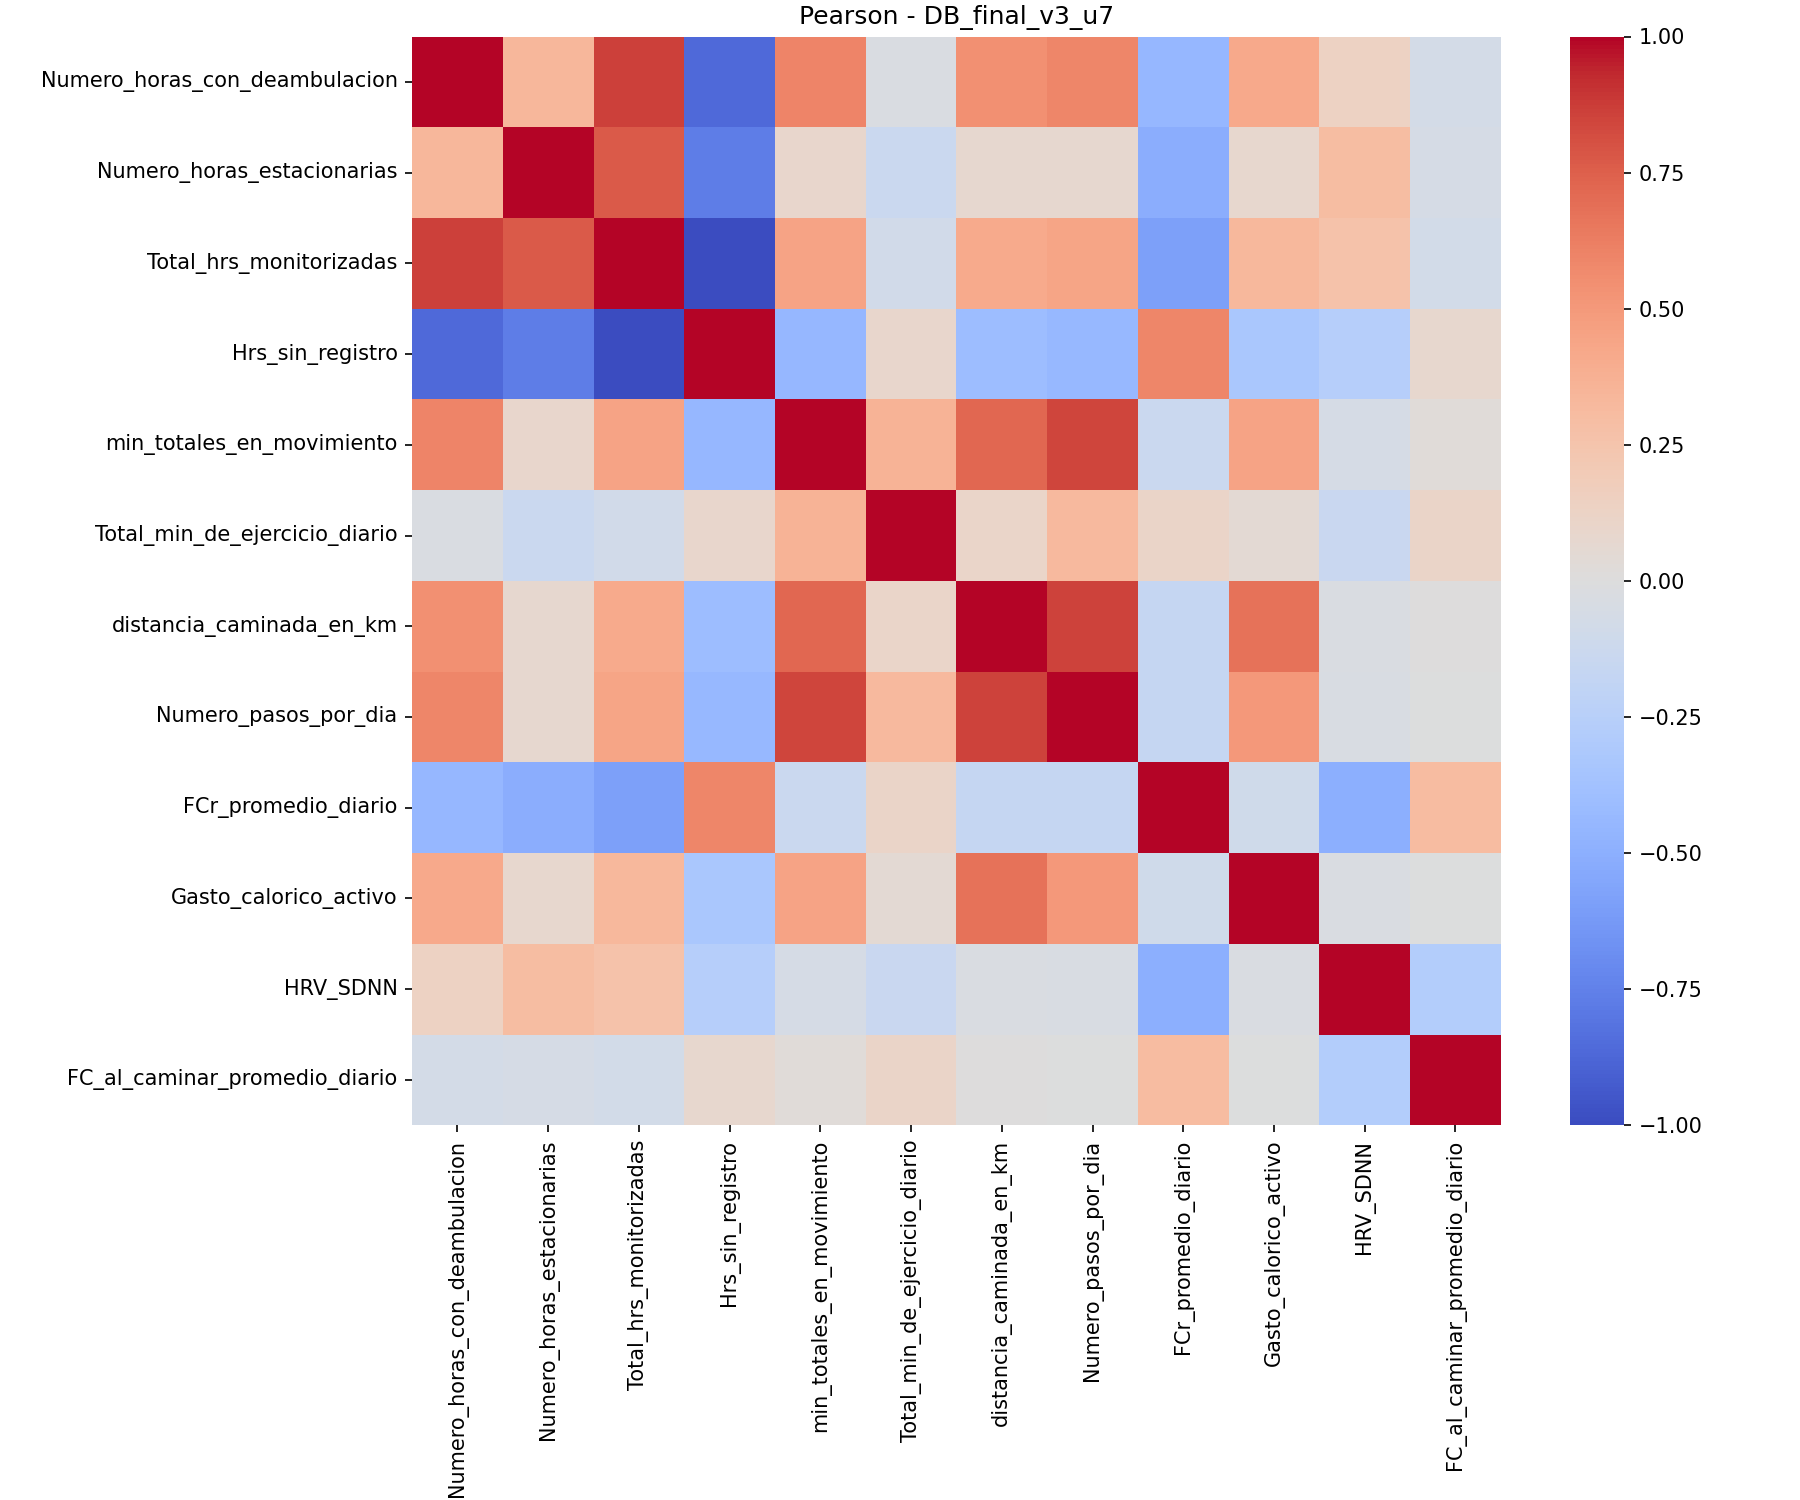 Pearson - DB_final_v3_u7
Numero_horas_con_deambulacion
Numero_horas_estacionarias
Total_hrs_monitorizadas
Hrs_sin_registro
min_totales_en_movimiento
Total_min_de_ejercicio_diario
distancia_caminada_en_km
Numero_pasos_por_dia
FCr_promedio_diario
Gasto_calorico_activo
HRV_SDNN
FC_al_caminar_promedio_diario
Numero_horas_con_deambulacion
Numero_horas_estacionarias
Total_hrs_monitorizadas
Hrs_sin_registro
min_totales_en_movimiento
Total_min_de_ejercicio_diario
distancia_caminada_en_km
Numero_pasos_por_dia
FCr_promedio_diario
Gasto_calorico_activo
HRV_SDNN
FC_al_caminar_promedio_diario
1.00
0.75
0.50
0.25
0.00
−0.25
−0.50
−0.75
−1.00